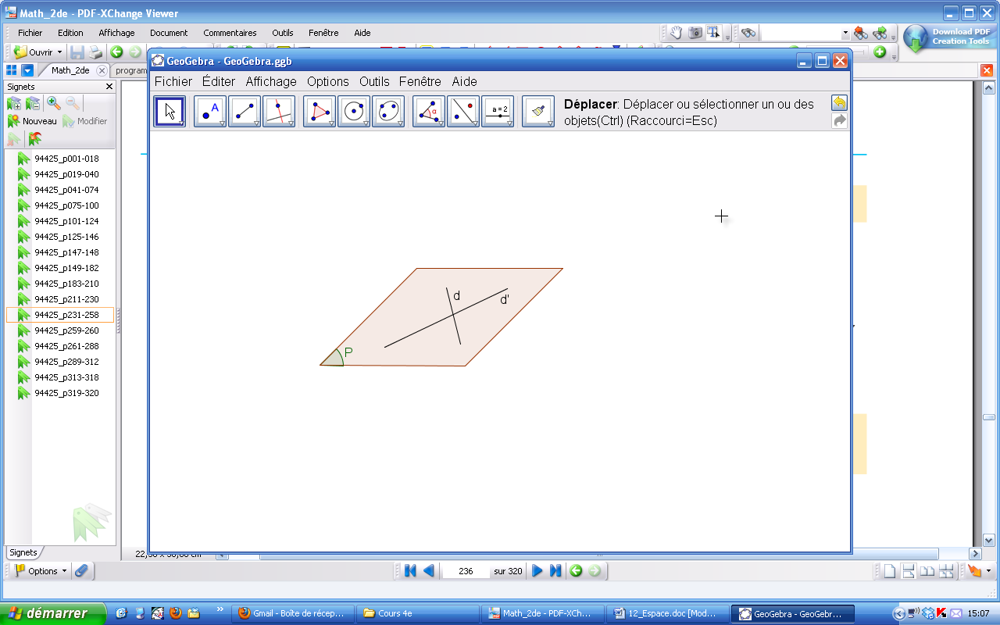 Math_2de - PDF-XChange Viewer
Fichier Edition Affichage Document Commentaires Outils Fenêtre Aide
Download PDF
Creation Tools
Ouvrir
Math_2de
program
Signets
Nouveau Modifier
94425_p001-018
94425_p019-040
94425_p041-074
94425_p075-100
94425_p101-124
94425_p125-146
94425_p147-148
94425_p149-182
94425_p183-210
94425_p211-230
94425_p231-258
94425_p259-260
94425_p261-288
94425_p289-312
94425_p313-318
94425_p319-320
Signets
GeoGebra - GeoGebra.ggb
Fichier Éditer Affichage Options Outils Fenêtre Aide
A
α
a = 2
Déplacer: Déplacer ou sélectionner un ou des
objets(Ctrl) (Raccourci=Esc)
d
d'
P
Options
236 sur 320
démarrer
Gmail - Boîte de récep...
Cours 4e
Math_2de - PDF-XCh...
12_Espace.doc [Mod...
GeoGebra - GeoGebr...
15:07